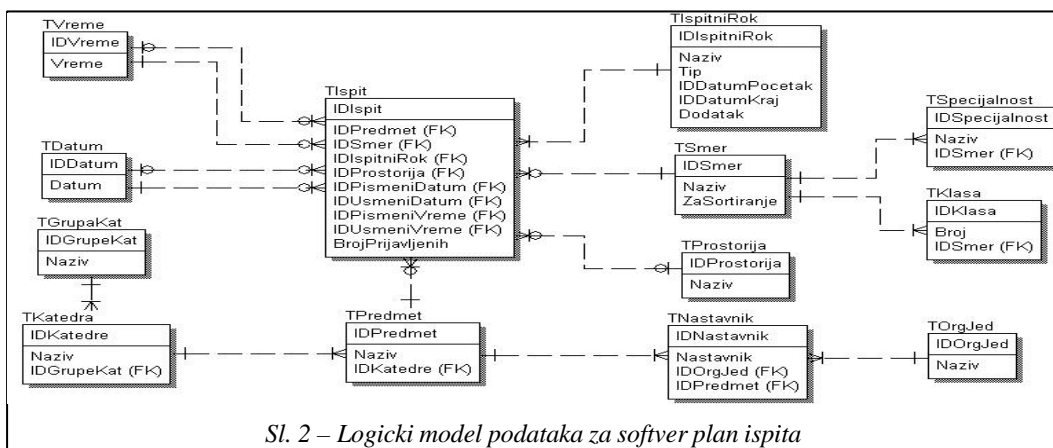 TVreme
IDVreme
Vreme
TDatum
IDDatum
Datum
TGrupaKat
IDGrupeKat
Naziv
TKatedra
IDKatedre
Naziv
IDGrupeKat (FK)
TIspit
IDIspit
IDPredmet (FK)
IDSmer (FK)
IDIspitniRok (FK)
IDProstorija (FK)
IDPismeniDatum (FK)
IDUsmeniDatum (FK)
IDPismeniVreme (FK)
IDUsmeniVreme (FK)
BrojPrijavljenih
TPredmet
IDPredmet
Naziv
IDKatedre (FK)
TIspitniRok
IDIspitniRok
Naziv
Tip
IDDatumPocetak
IDDatumKraj
Dodatak
TSmer
IDSmer
Naziv
ZaSortiranje
TProstorija
IDProstorija
Naziv
TNastavnik
IDNastavnik
Nastavnik
IDOrgJed (FK)
IDPredmet (FK)
TSpecijalnost
IDSpecijalnost
Naziv
IDSmer (FK)
TKlasa
IDKlasa
Broj
IDSmer (FK)
TOrgJed
IDOrgJed
Naziv
Sl. 2 – Logicki model podataka za softver plan ispita